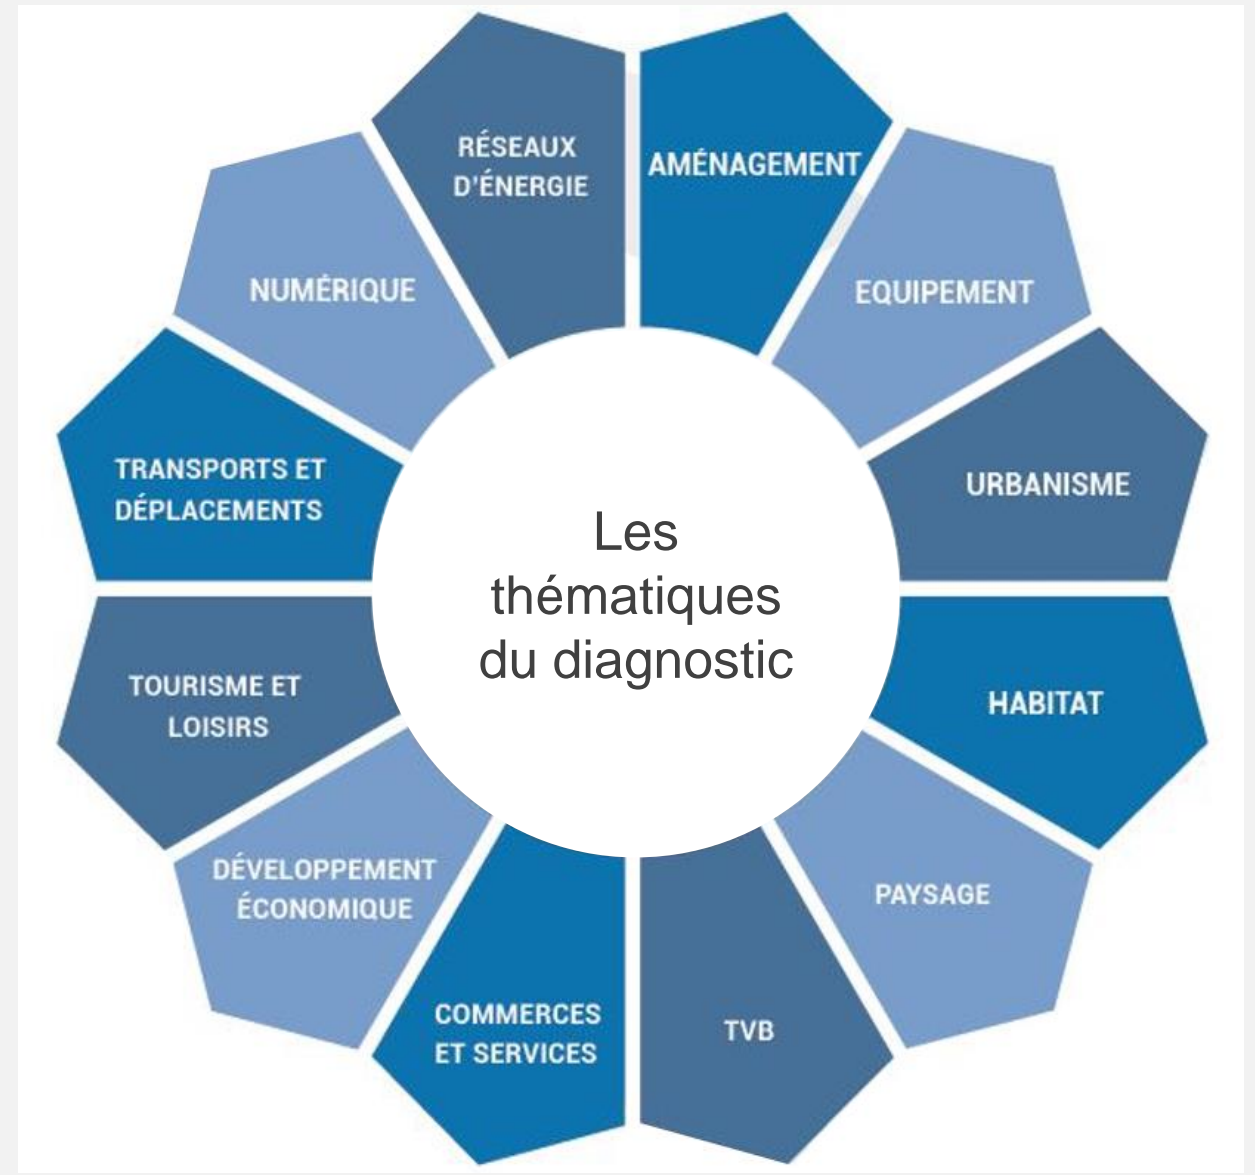 Les
thématiques
du diagnostic
AMÉNAGEMENT
EQUIPEMENT
URBANISME
HABITAT
PAYSAGE
TVB
COMMERCES
ET SERVICES
DÉVELOPPEMENT
ÉCONOMIQUE
TOURISME ET
LOISIRS
TRANSPORTS ET
DÉPLACEMENTS
NUMÉRIQUE
RÉSEAUX
D'ÉNERGIE